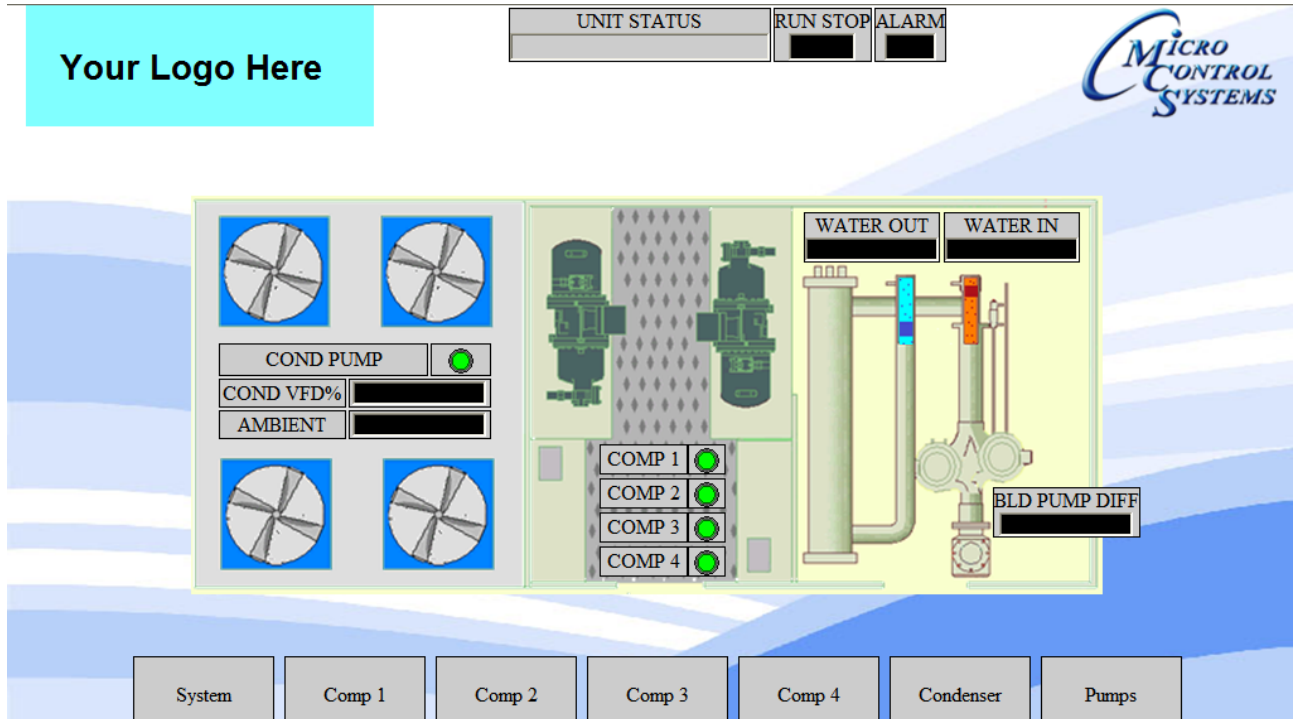 UNIT STATUS
RUN STOP
ALARM
Your Logo Here
MICRO
CONTROL
SYSTEMS
WATER OUT
WATER IN
COND PUMP
COND VFD%
AMBIENT
COMP 1
COMP 2
COMP 3
COMP 4
BLD PUMP DIFF
System
Comp 1
Comp 2
Comp 3
Comp 4
Condenser
Pumps